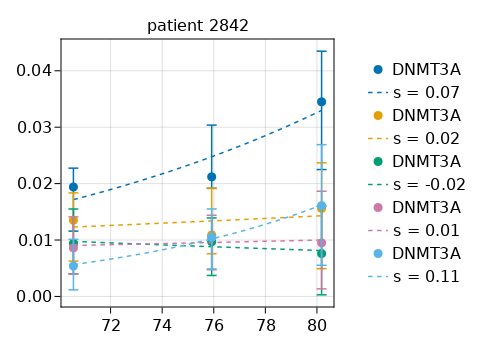 patient 2842
0.04
0.03
0.02
0.01
0.00
72 74 76 78 80
DNMT3A
s = 0.07
DNMT3A
s = 0.02
DNMT3A
s = -0.02
DNMT3A
s = 0.01
DNMT3A
s = 0.11